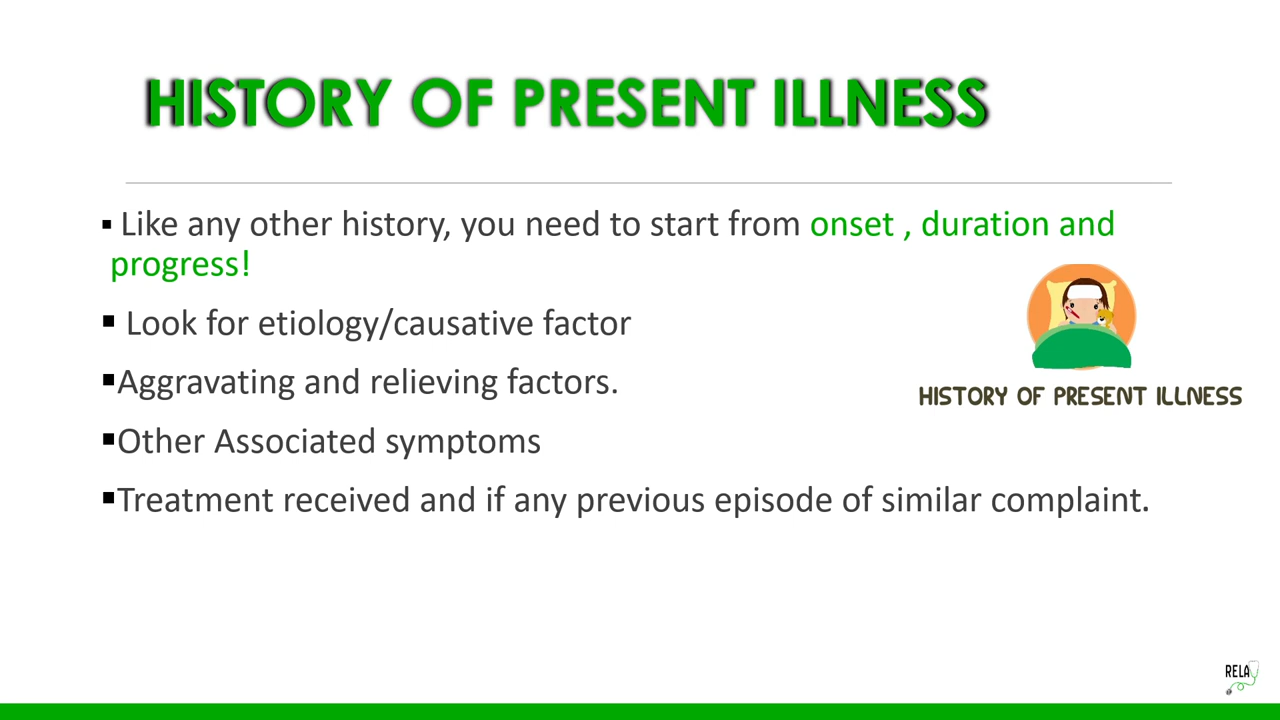 HISTORY OF PRESENT ILLNESS
▪ Like any other history, you need to start from onset , duration and
progress!
▪ Look for etiology/causative factor
▪Aggravating and relieving factors.
HISTORY OF PRESENT ILLNESS
▪Other Associated symptoms
▪Treatment received and if any previous episode of similar complaint.
RELAY